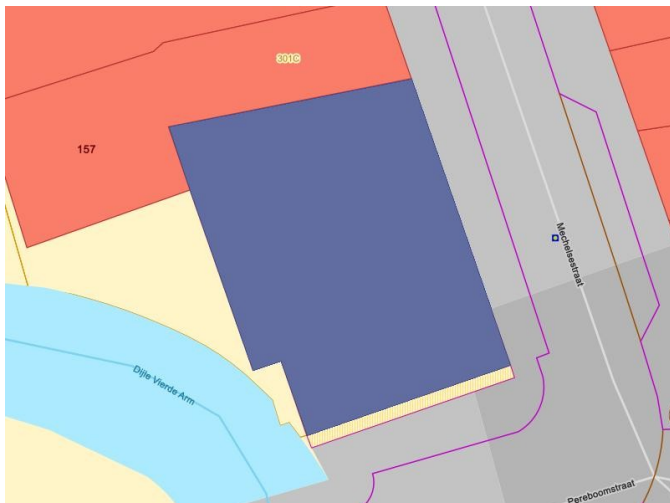 301C
157
Mechelsestraat
Dijle Vierde Arm
Pereboomstraat